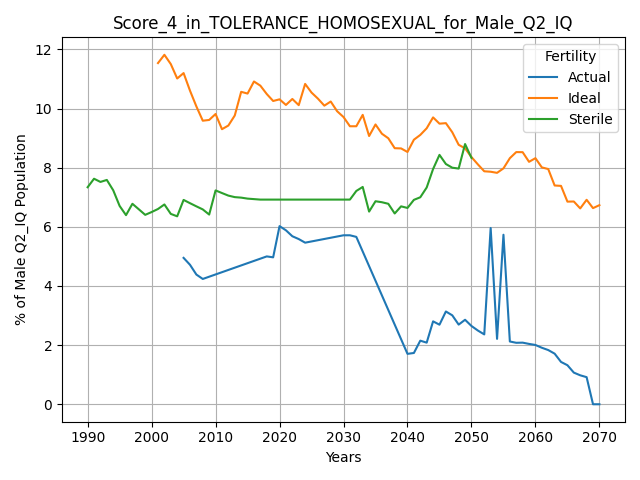 Score_4_in_TOLERANCE_HOMOSEXUAL_for_Male_Q2_IQ
Fertility
Actual
Ideal
Sterile
% of Male Q2_IQ Population
12
10
8
6
4
2
0
1990 2000 2010 2020 2030 2040 2050 2060 2070
Years